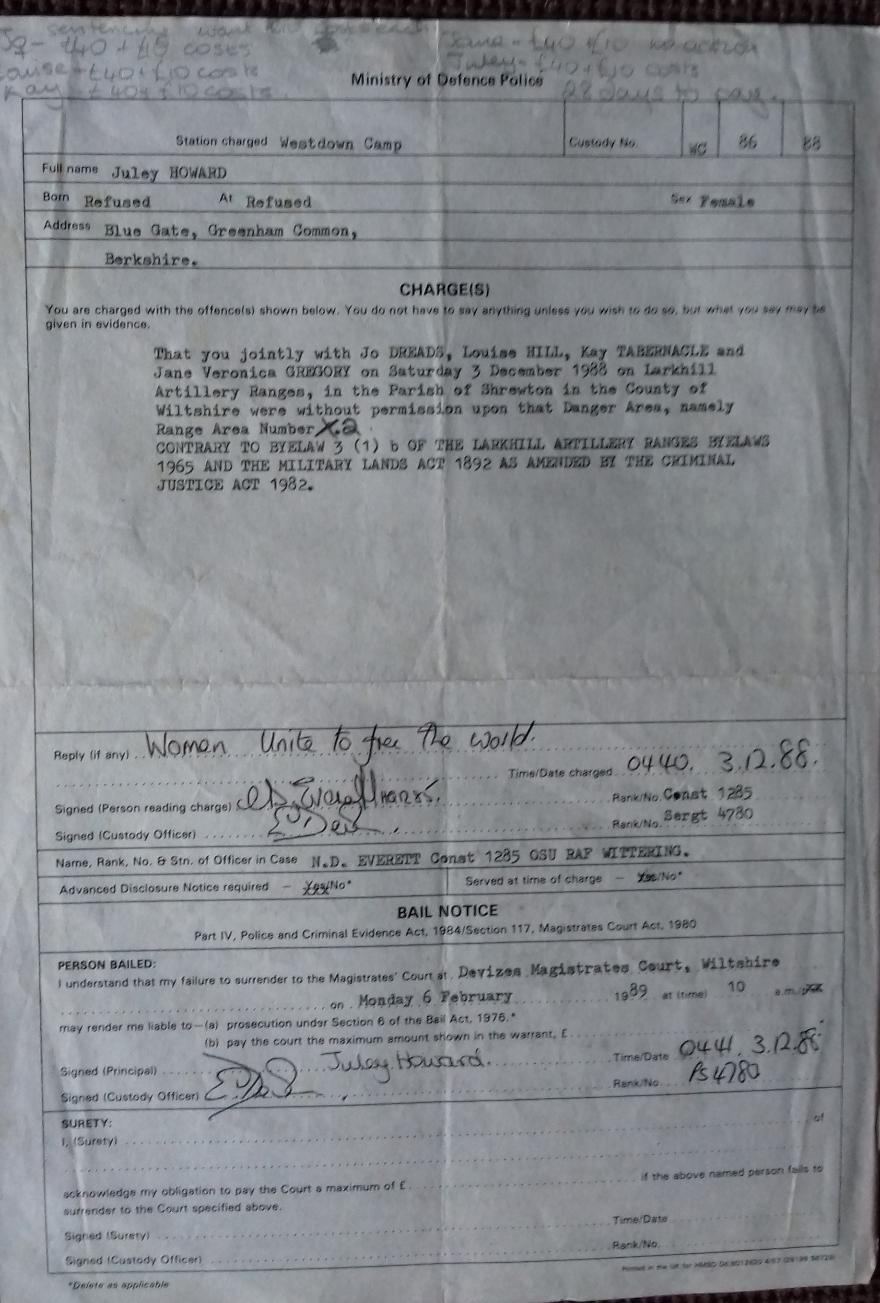 sentencing want
Jo - £40 + £15 costs
Jane - £40 £10 no action
Louise - £40 + £10 costs
Juley - £40 + £10 costs
Kay - £40 + £10 costs.
28 days to pay.
Ministry of Defence Police
Station charged Westdown Camp Custody No. WC 86 88
Full name Juley HOWARD
Born Refused At Refused Sex Female
Address Blue Gate, Greenham Common,
Berkshire.
CHARGE(S)
You are charged with the offence(s) shown below. You do not have to say anything unless you wish to do so, but what you say may be
given in evidence.
That you jointly with Jo DREADS, Louise HILL, Kay TABERNACLE and
Jane Veronica GREGORY on Saturday 3 December 1988 on Larkhill
Artillery Ranges, in the Parish of Shrewton in the County of
Wiltshire were without permission upon that Danger Area, namely
Range Area Number X2.
CONTRARY TO BYELAW 3 (1) b OF THE LARKHILL ARTILLERY RANGES BYELAWS
1965 AND THE MILITARY LANDS ACT 1892 AS AMENDED BY THE CRIMINAL
JUSTICE ACT 1982.
Reply (if any) Women Unite to free the world.
Time/Date charged 0440. 3.12.88.
Signed (Person reading charge) Rank/No. Const 1285
Signed (Custody Officer) Rank/No. Sergt 4780
Name, Rank, No. & Stn. of Officer in Case N.D. EVERETT Const 1285 OSU RAF WITTERING.
Advanced Disclosure Notice required - Yes/No* Served at time of charge - Yes/No*
BAIL NOTICE
Part IV, Police and Criminal Evidence Act, 1984/Section 117, Magistrates Court Act, 1980
PERSON BAILED:
I understand that my failure to surrender to the Magistrates' Court at Devizes Magistrates Court, Wiltshire
on Monday 6 February 1989 at (time) 10 a.m./
may render me liable to—(a) prosecution under Section 6 of the Bail Act, 1976.*
(b) pay the court the maximum amount shown in the warrant, £
Signed (Principal) Juley Howard. Time/Date 0441. 3.12.88
Signed (Custody Officer) Rank/No. PS 4780
SURETY:
I, (Surety) of
acknowledge my obligation to pay the Court a maximum of £ if the above named person fails to
surrender to the Court specified above.
Time/Date
Signed (Surety)
Rank/No.
Signed (Custody Officer)
*Delete as applicable